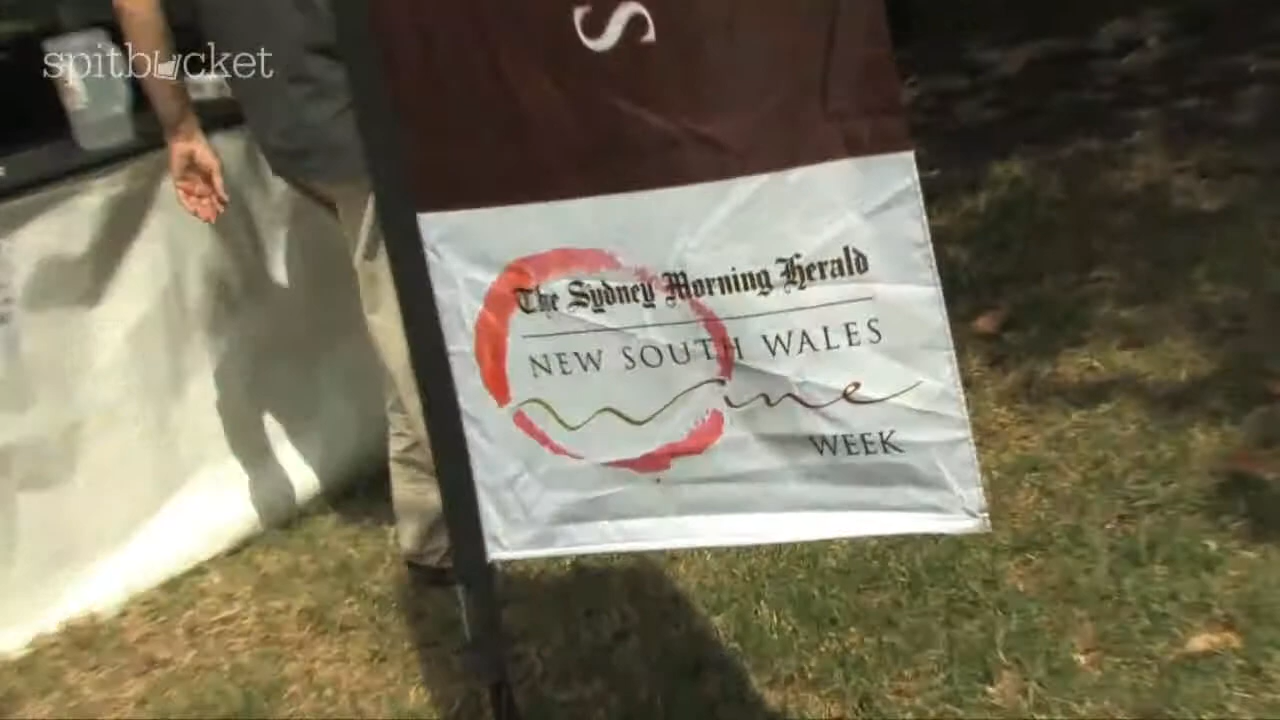 spitbucket
S
The Sydney Morning Herald
NEW SOUTH WALES
wine
WEEK